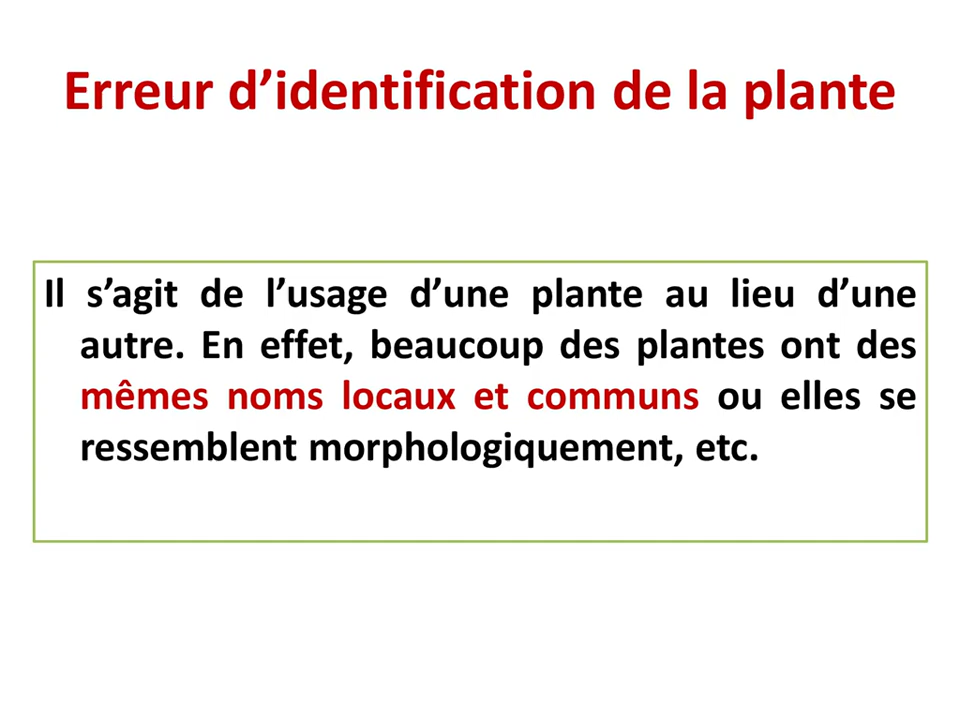 Erreur d’identification de la plante
Il s’agit de l’usage d’une plante au lieu d’une
autre. En effet, beaucoup des plantes ont des
mêmes noms locaux et communs ou elles se
ressemblent morphologiquement, etc.